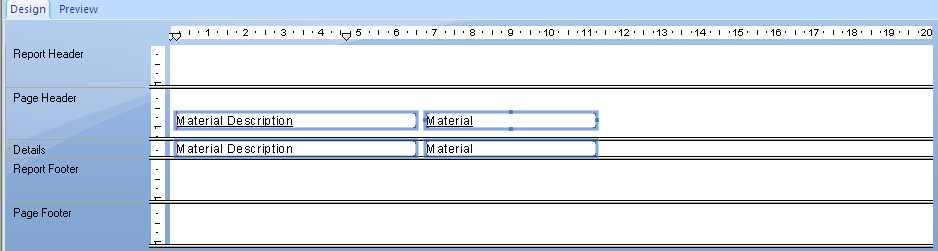 Design Preview
1 2 3 4 5 6 7 8 9 10 11 12 13 14 15 16 17 18 19 20
Report Header
Page Header
Material Description Material
Details
Material Description Material
Report Footer
Page Footer